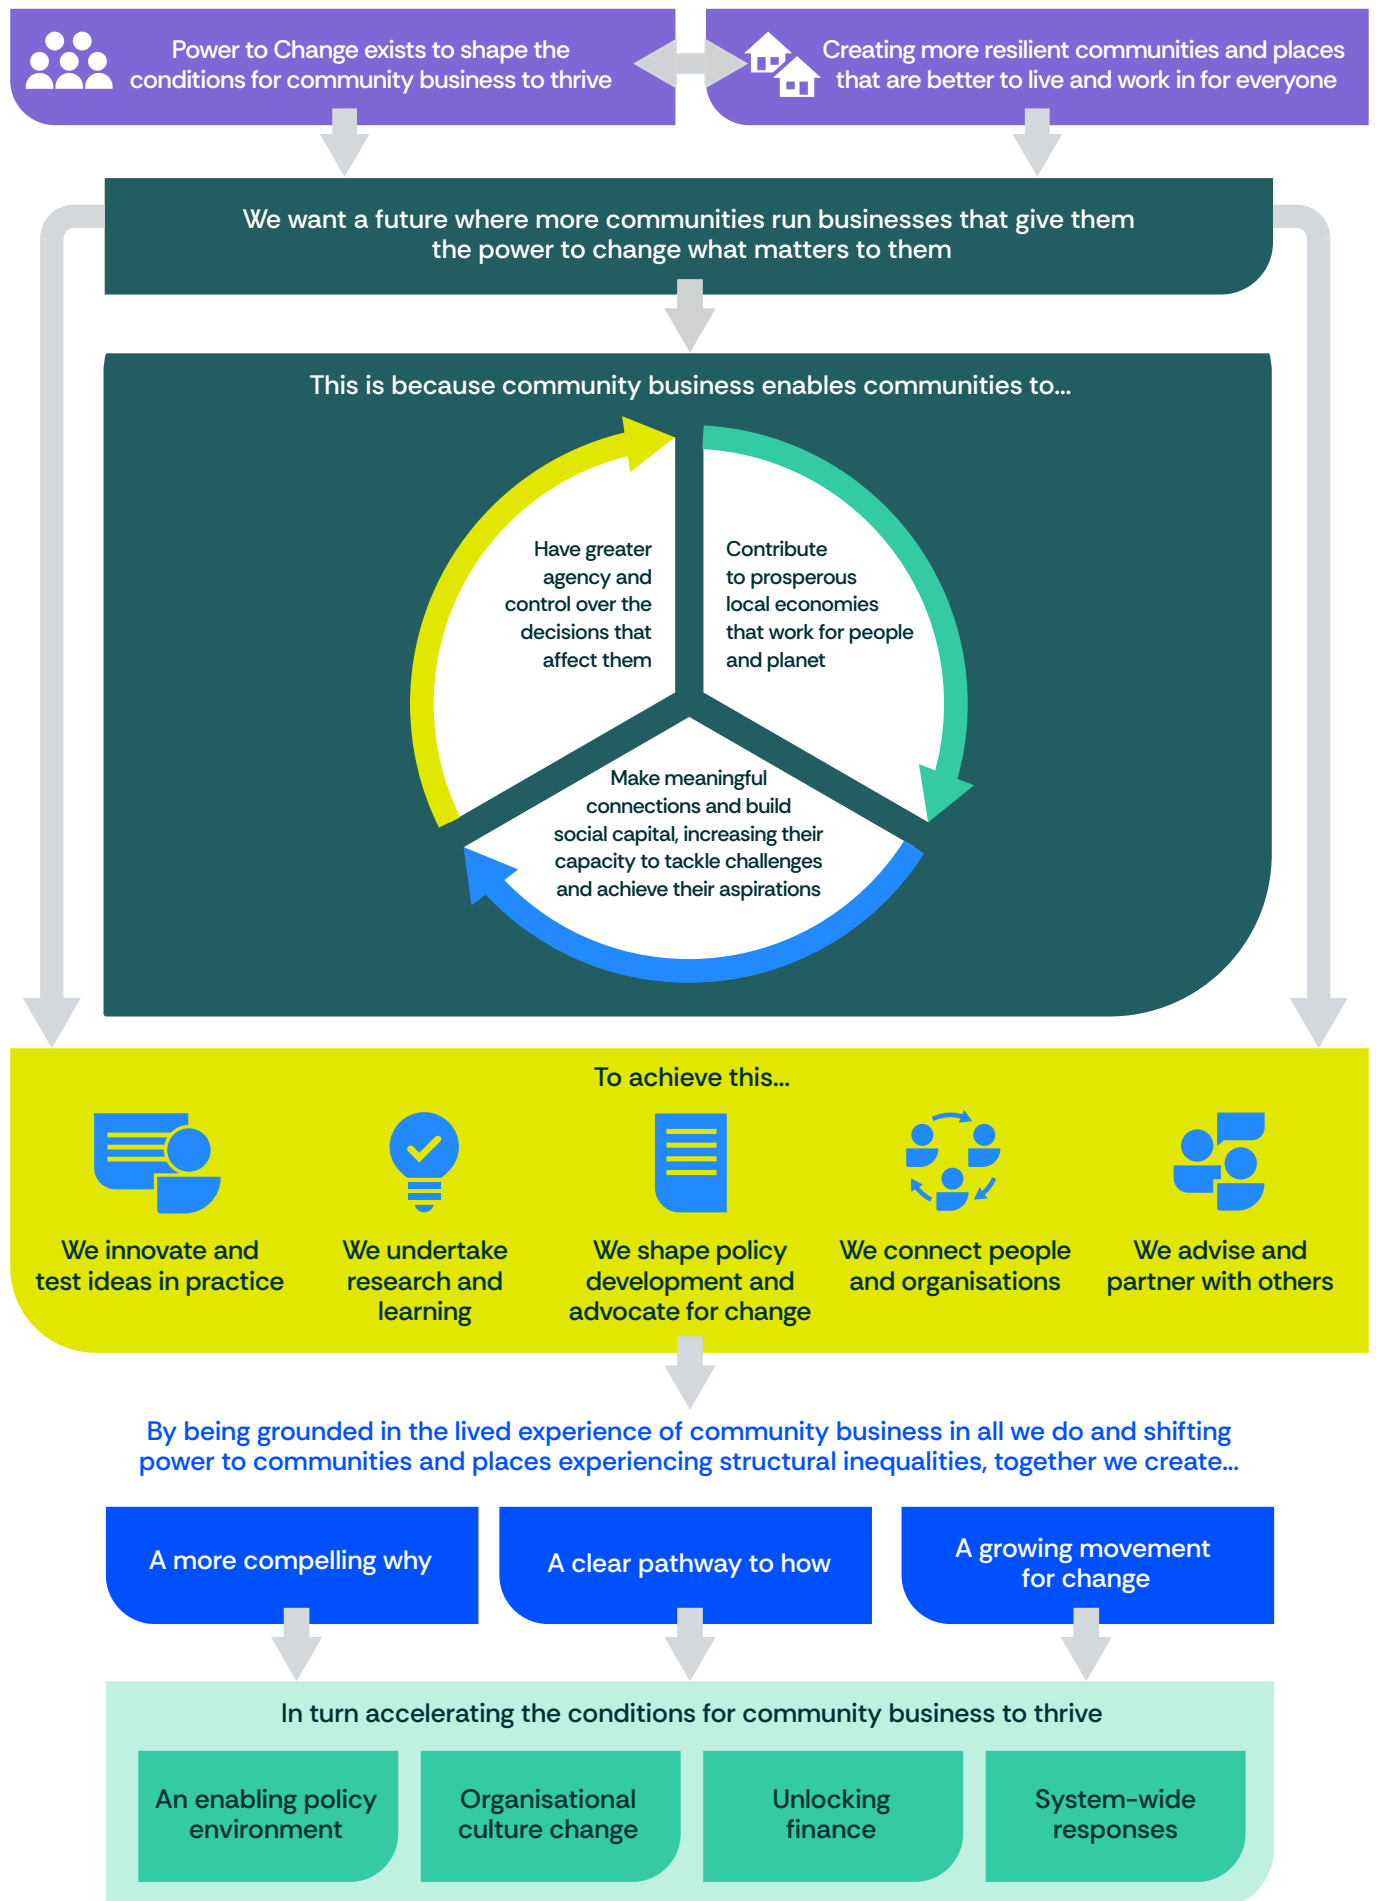 Power to Change exists to shape the
conditions for community business to thrive
Creating more resilient communities and places
that are better to live and work in for everyone
We want a future where more communities run businesses that give them
the power to change what matters to them
This is because community business enables communities to...
Have greater
agency and
control over the
decisions that
affect them
Contribute
to prosperous
local economies
that work for people
and planet
Make meaningful
connections and build
social capital, increasing their
capacity to tackle challenges
and achieve their aspirations
To achieve this...
We innovate and
test ideas in practice
We undertake
research and
learning
We shape policy
development and
advocate for change
We connect people
and organisations
We advise and
partner with others
By being grounded in the lived experience of community business in all we do and shifting
power to communities and places experiencing structural inequalities, together we create...
A more compelling why
A clear pathway to how
A growing movement
for change
In turn accelerating the conditions for community business to thrive
An enabling policy
environment
Organisational
culture change
Unlocking
finance
System-wide
responses